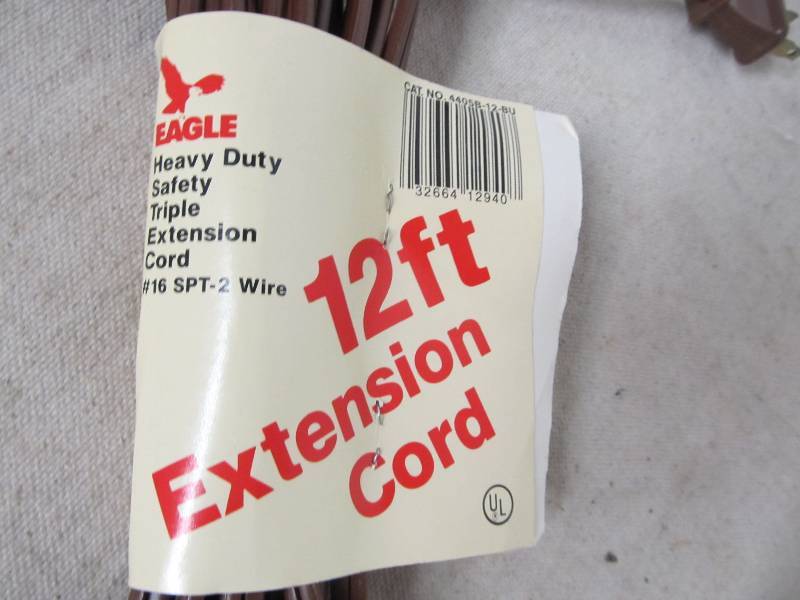 EAGLE
Heavy Duty
Safety
Triple
Extension
Cord
#16 SPT-2 Wire
CAT. NO. 4405B-12-BU
32664 12940
12ft
Extension
Cord
UL